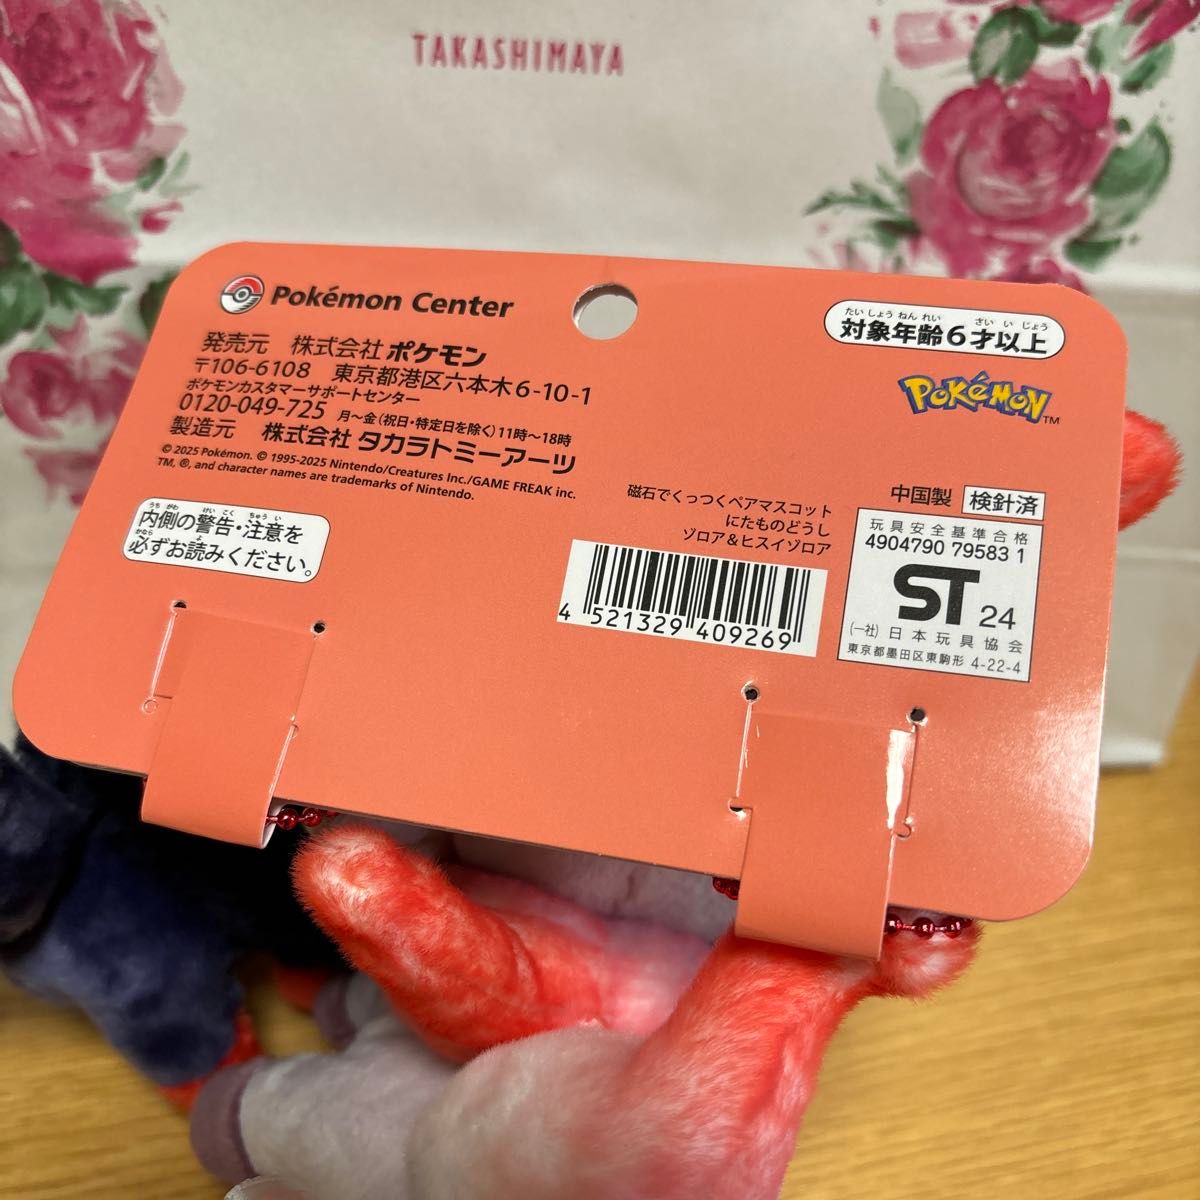 TAKASHIMAYA
Pokémon Center
発売元 株式会社 ポケモン
〒106-6108 東京都港区六本木6-10-1
ポケモンカスタマーサポートセンター
0120-049-725 月〜金(祝日・特定日を除く)11時〜18時
製造元 株式会社 タカラトミーアーツ
© 2025 Pokémon. © 1995-2025 Nintendo/Creatures Inc./GAME FREAK inc.
TM, ®, and character names are trademarks of Nintendo.
うち がわ けい こく ちゅう い
内側の警告・注意を
かなら よ
必ずお読みください。
たい しょう ねん れい さい い じょう
対象年齢6才以上
POKéMON TM
磁石でくっつくペアマスコット
にたものどうし
ゾロア&ヒスイゾロア
4 521329 409269
中国製 検針済
玩具安全基準合格
4904790 79583 1
ST 24
(一社) 日本玩具協会
東京都墨田区東駒形 4-22-4